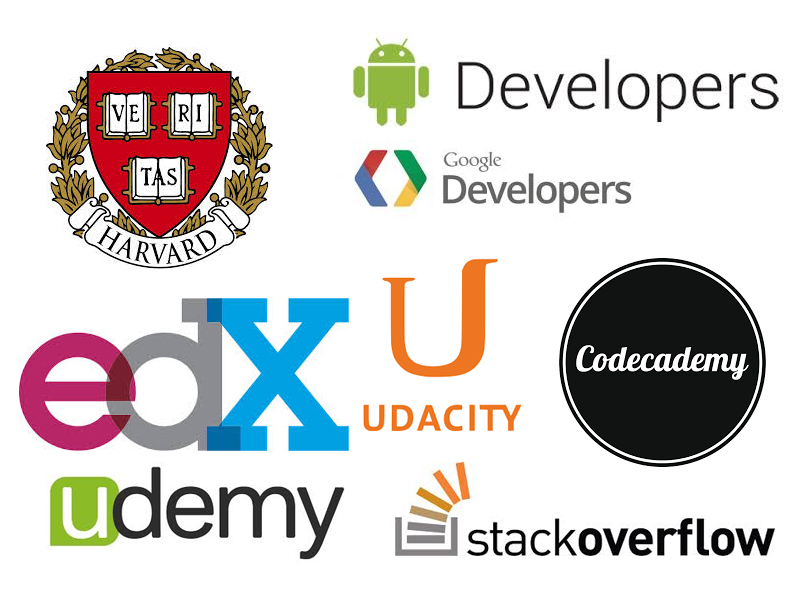 VE RI
TAS
HARVARD
Developers
Google
Developers
edX
UDACITY
Codecademy
udemy
stackoverflow